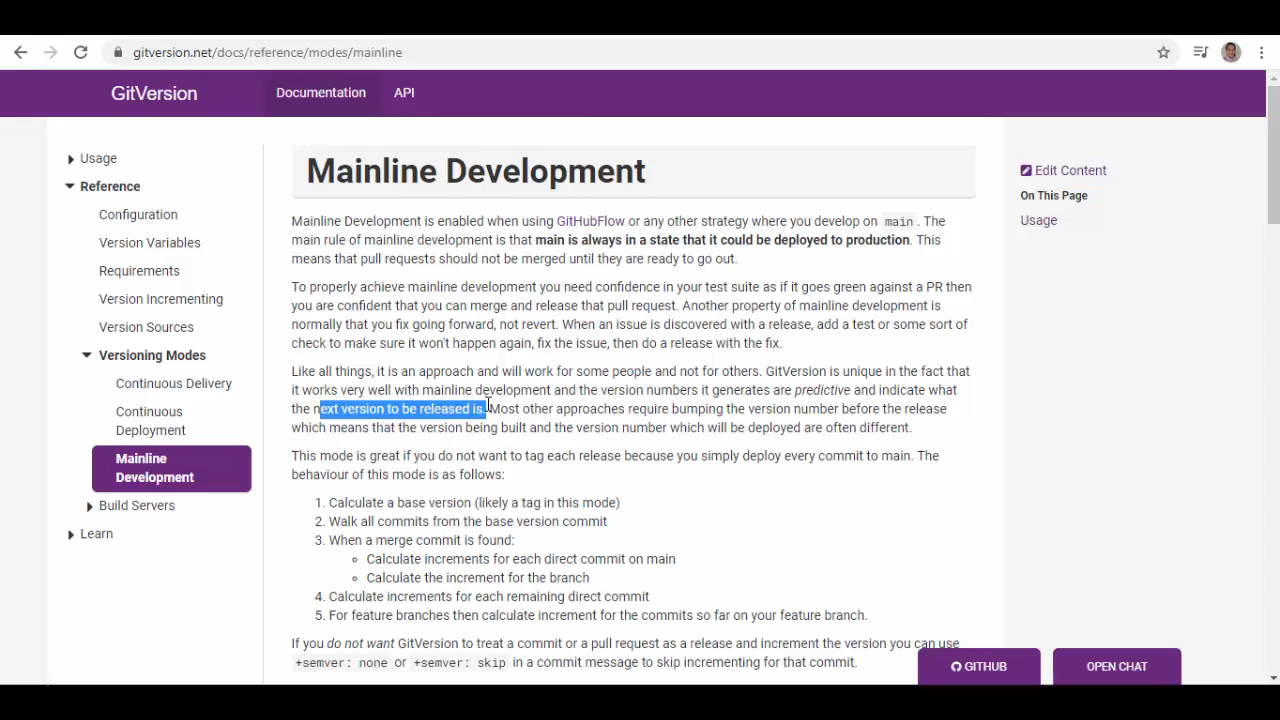 gitversion.net/docs/reference/modes/mainline
GitVersion
Documentation
API
Usage
Reference
Configuration
Version Variables
Requirements
Version Incrementing
Version Sources
Versioning Modes
Continuous Delivery
Continuous
Deployment
Mainline
Development
Build Servers
Learn
Mainline Development
Mainline Development is enabled when using GitHubFlow or any other strategy where you develop on main . The
main rule of mainline development is that main is always in a state that it could be deployed to production. This
means that pull requests should not be merged until they are ready to go out.
To properly achieve mainline development you need confidence in your test suite as if it goes green against a PR then
you are confident that you can merge and release that pull request. Another property of mainline development is
normally that you fix going forward, not revert. When an issue is discovered with a release, add a test or some sort of
check to make sure it won't happen again, fix the issue, then do a release with the fix.
Like all things, it is an approach and will work for some people and not for others. GitVersion is unique in the fact that
it works very well with mainline development and the version numbers it generates are predictive and indicate what
the next version to be released is. Most other approaches require bumping the version number before the release
which means that the version being built and the version number which will be deployed are often different.
This mode is great if you do not want to tag each release because you simply deploy every commit to main. The
behaviour of this mode is as follows:
1. Calculate a base version (likely a tag in this mode)
2. Walk all commits from the base version commit
3. When a merge commit is found:
Calculate increments for each direct commit on main
Calculate the increment for the branch
4. Calculate increments for each remaining direct commit
5. For feature branches then calculate increment for the commits so far on your feature branch.
If you do not want GitVersion to treat a commit or a pull request as a release and increment the version you can use
+semver: none or +semver: skip in a commit message to skip incrementing for that commit.
Edit Content
On This Page
Usage
GITHUB
OPEN CHAT